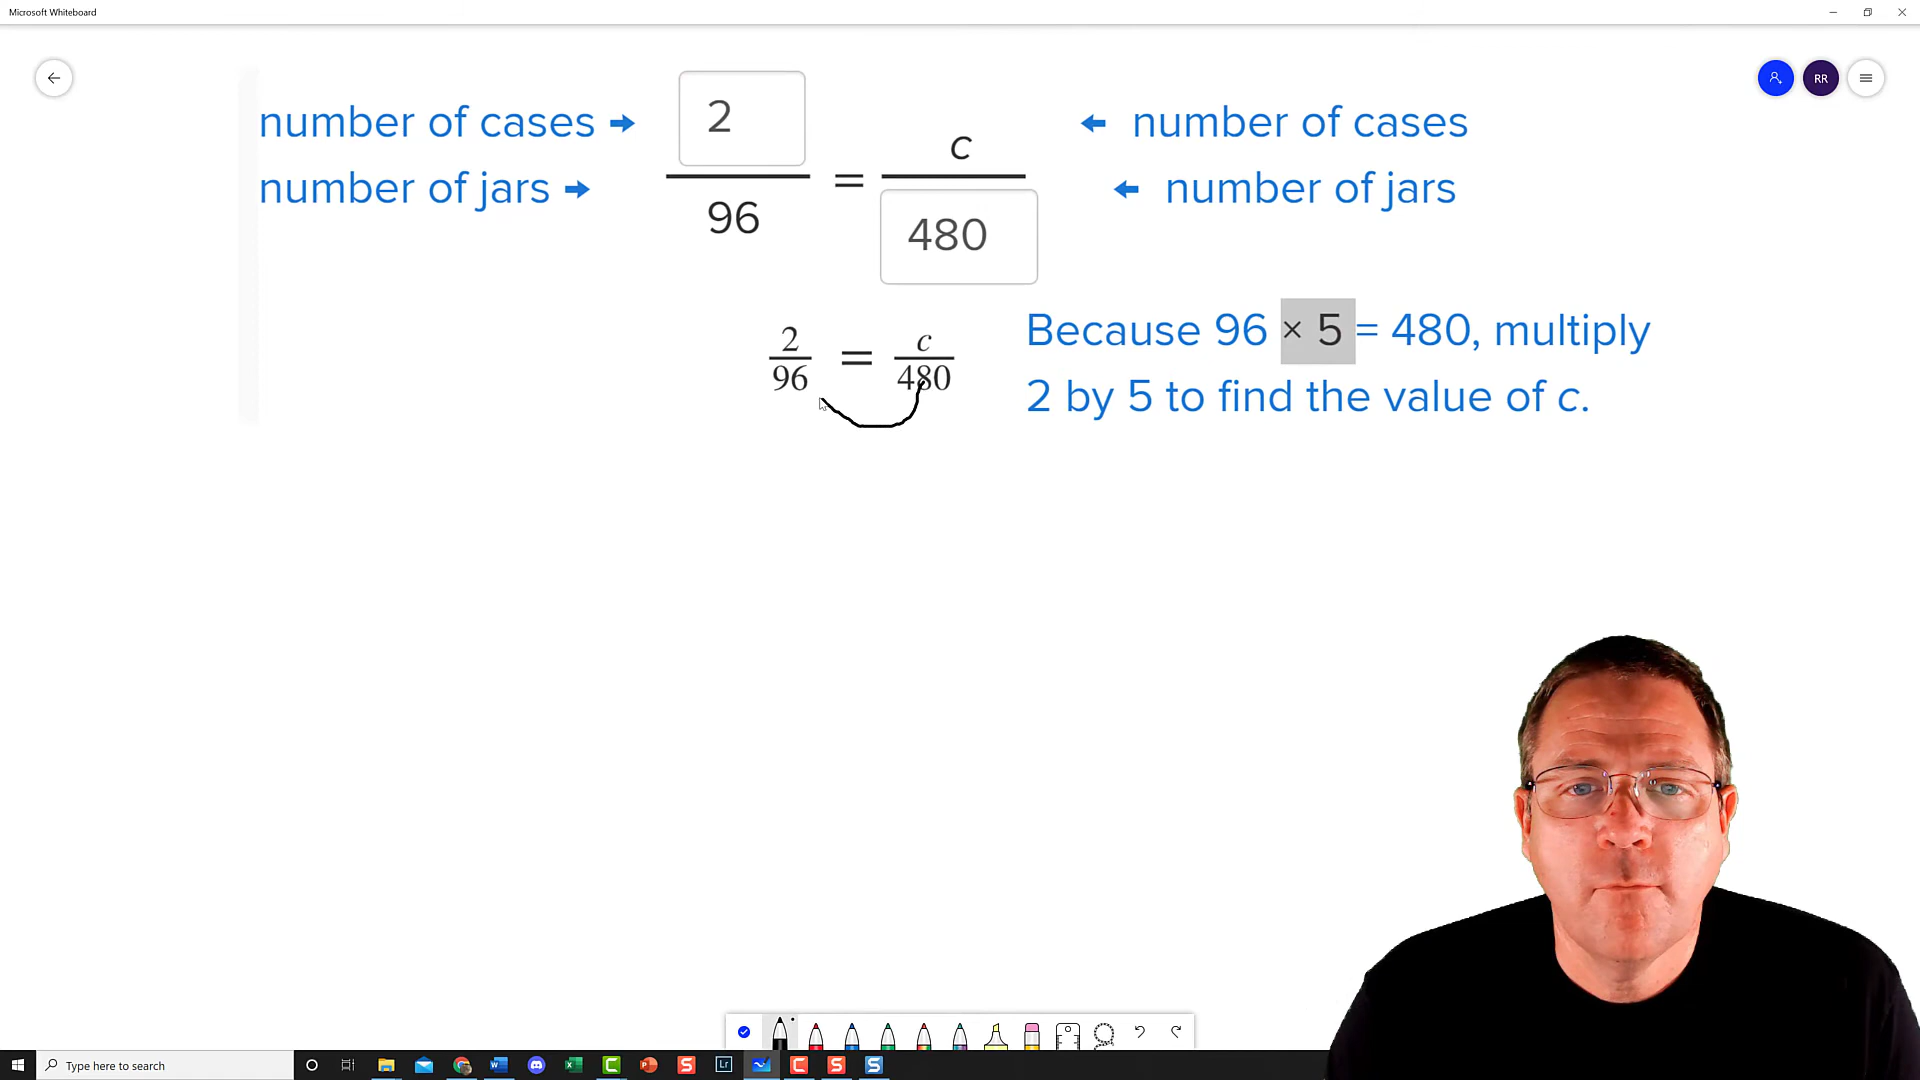 Microsoft Whiteboard
RR
number of cases → 2 ← number of cases
c
number of jars → = ← number of jars
96 480
2 = c
96 480
Because 96 × 5 = 480, multiply
2 by 5 to find the value of c.
Type here to search